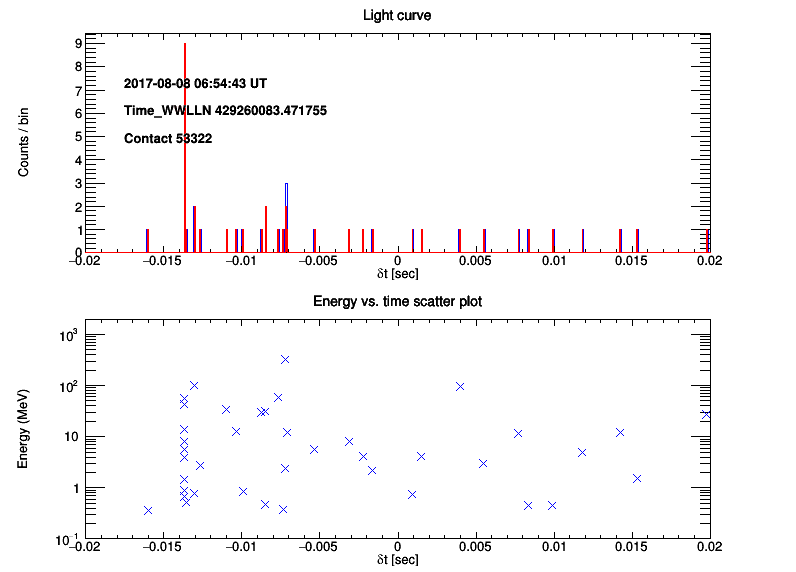 Light curve
Counts / bin
9
8
7
6
5
4
3
2
1
0
2017-08-08 06:54:43 UT
Time_WWLLN 429260083.471755
Contact 53322
−0.02 −0.015 −0.01 −0.005 0 0.005 0.01 0.015 0.02
δt [sec]
Energy vs. time scatter plot
Energy (MeV)
10³
10²
10
1
10⁻¹
−0.02 −0.015 −0.01 −0.005 0 0.005 0.01 0.015 0.02
δt [sec]